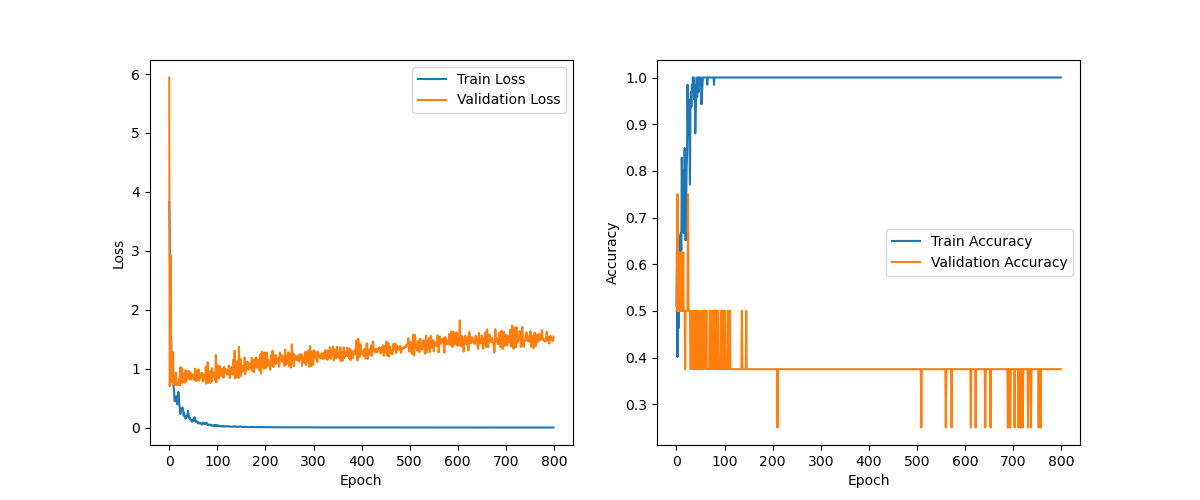 6
5
4
3
2
1
0
Loss
0 100 200 300 400 500 600 700 800
Epoch
Train Loss
Validation Loss
1.0
0.9
0.8
0.7
0.6
0.5
0.4
0.3
Accuracy
0 100 200 300 400 500 600 700 800
Epoch
Train Accuracy
Validation Accuracy